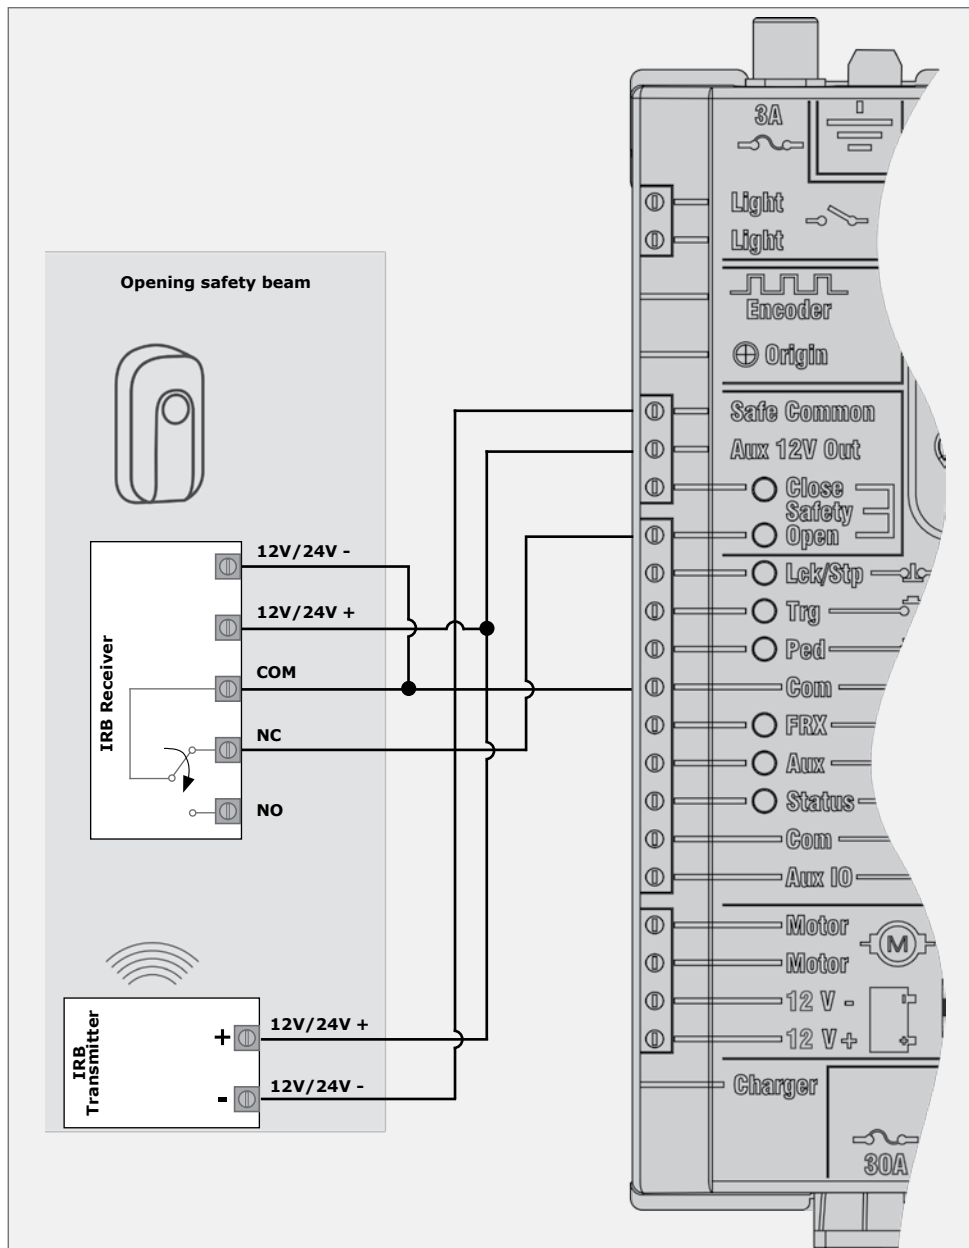 Opening safety beam
IRB Receiver
12V/24V -
12V/24V +
COM
NC
NO
IRB
Transmitter
+
12V/24V +
-
12V/24V -
3A
Light
Light
Encoder
Origin
Safe Common
Aux 12V Out
Close
Safety
Open
Lck/Stp
Trg
Ped
Com
FRX
Aux
Status
Com
Aux IO
Motor
M
Motor
12 V -
12 V +
Charger
30A